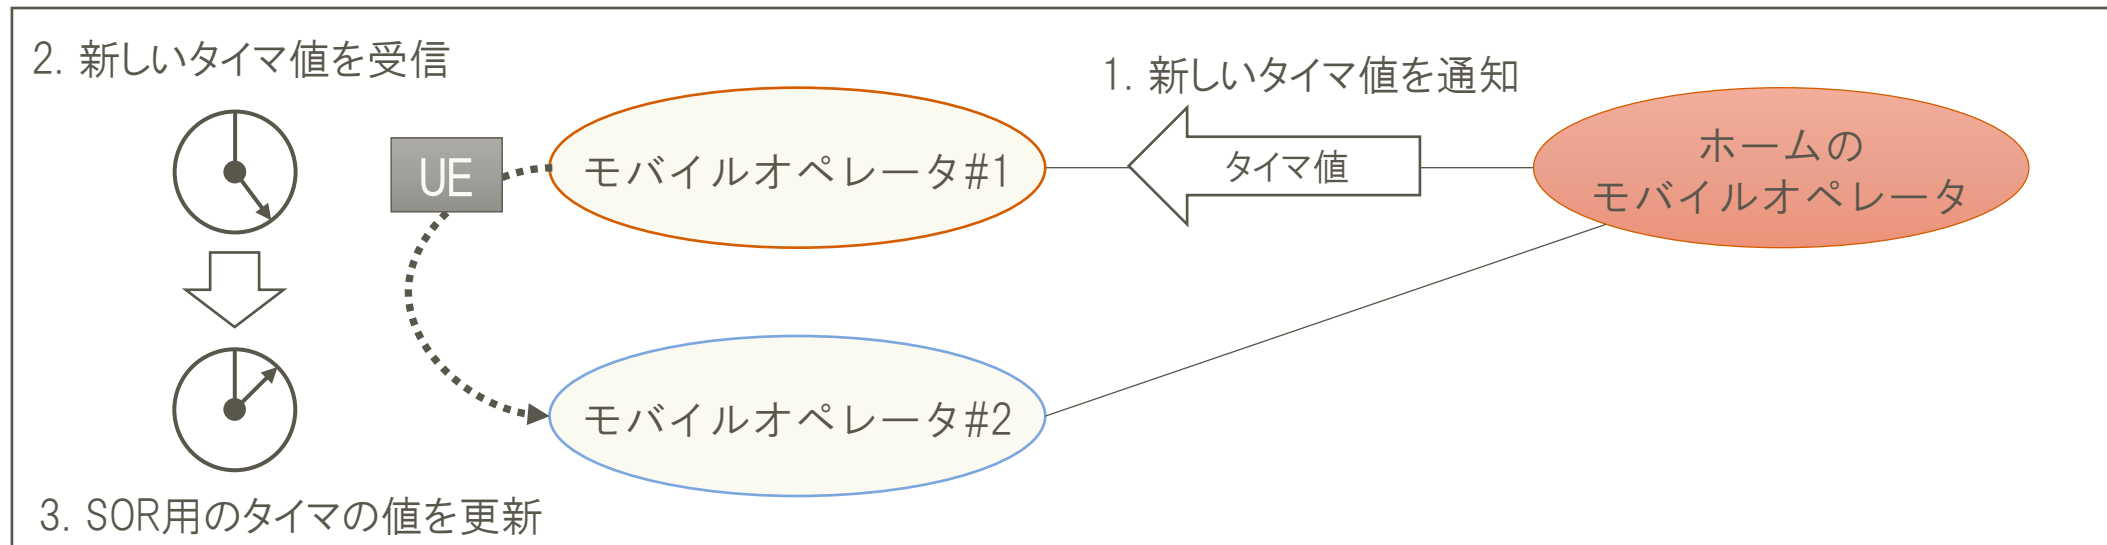 2. 新しいタイマ値を受信
1. 新しいタイマ値を通知
UE
モバイルオペレータ#1
タイマ値
ホームの
モバイルオペレータ
モバイルオペレータ#2
3. SOR用のタイマの値を更新